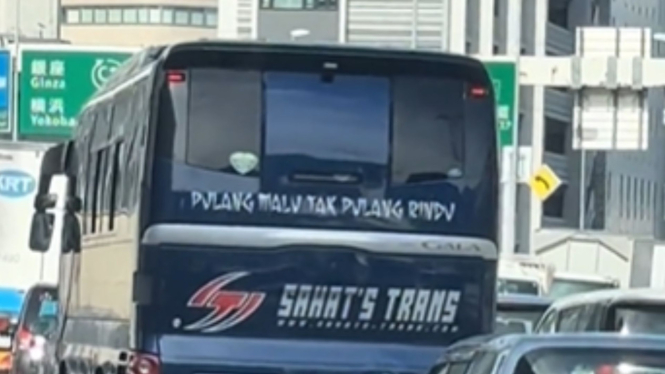 銀座
Ginza
横浜
Yokoha
PULANG MALU TAK PULANG RINDU
GALA
SAHAT'S TRANS